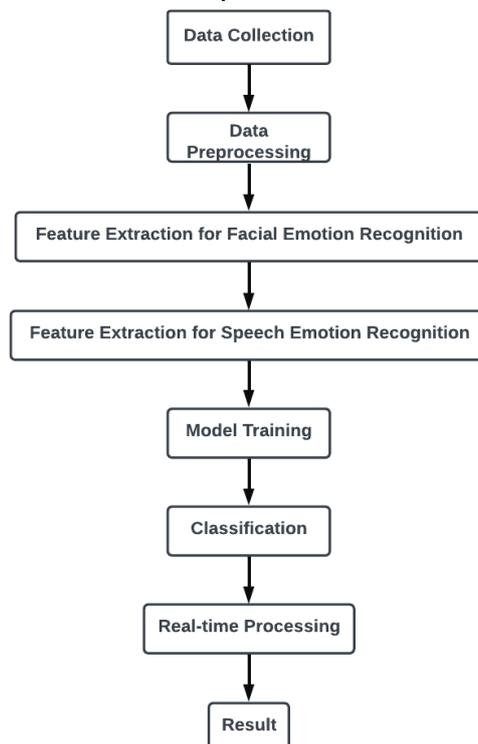 Data Collection
Data
Preprocessing
Feature Extraction for Facial Emotion Recognition
Feature Extraction for Speech Emotion Recognition
Model Training
Classification
Real-time Processing
Result